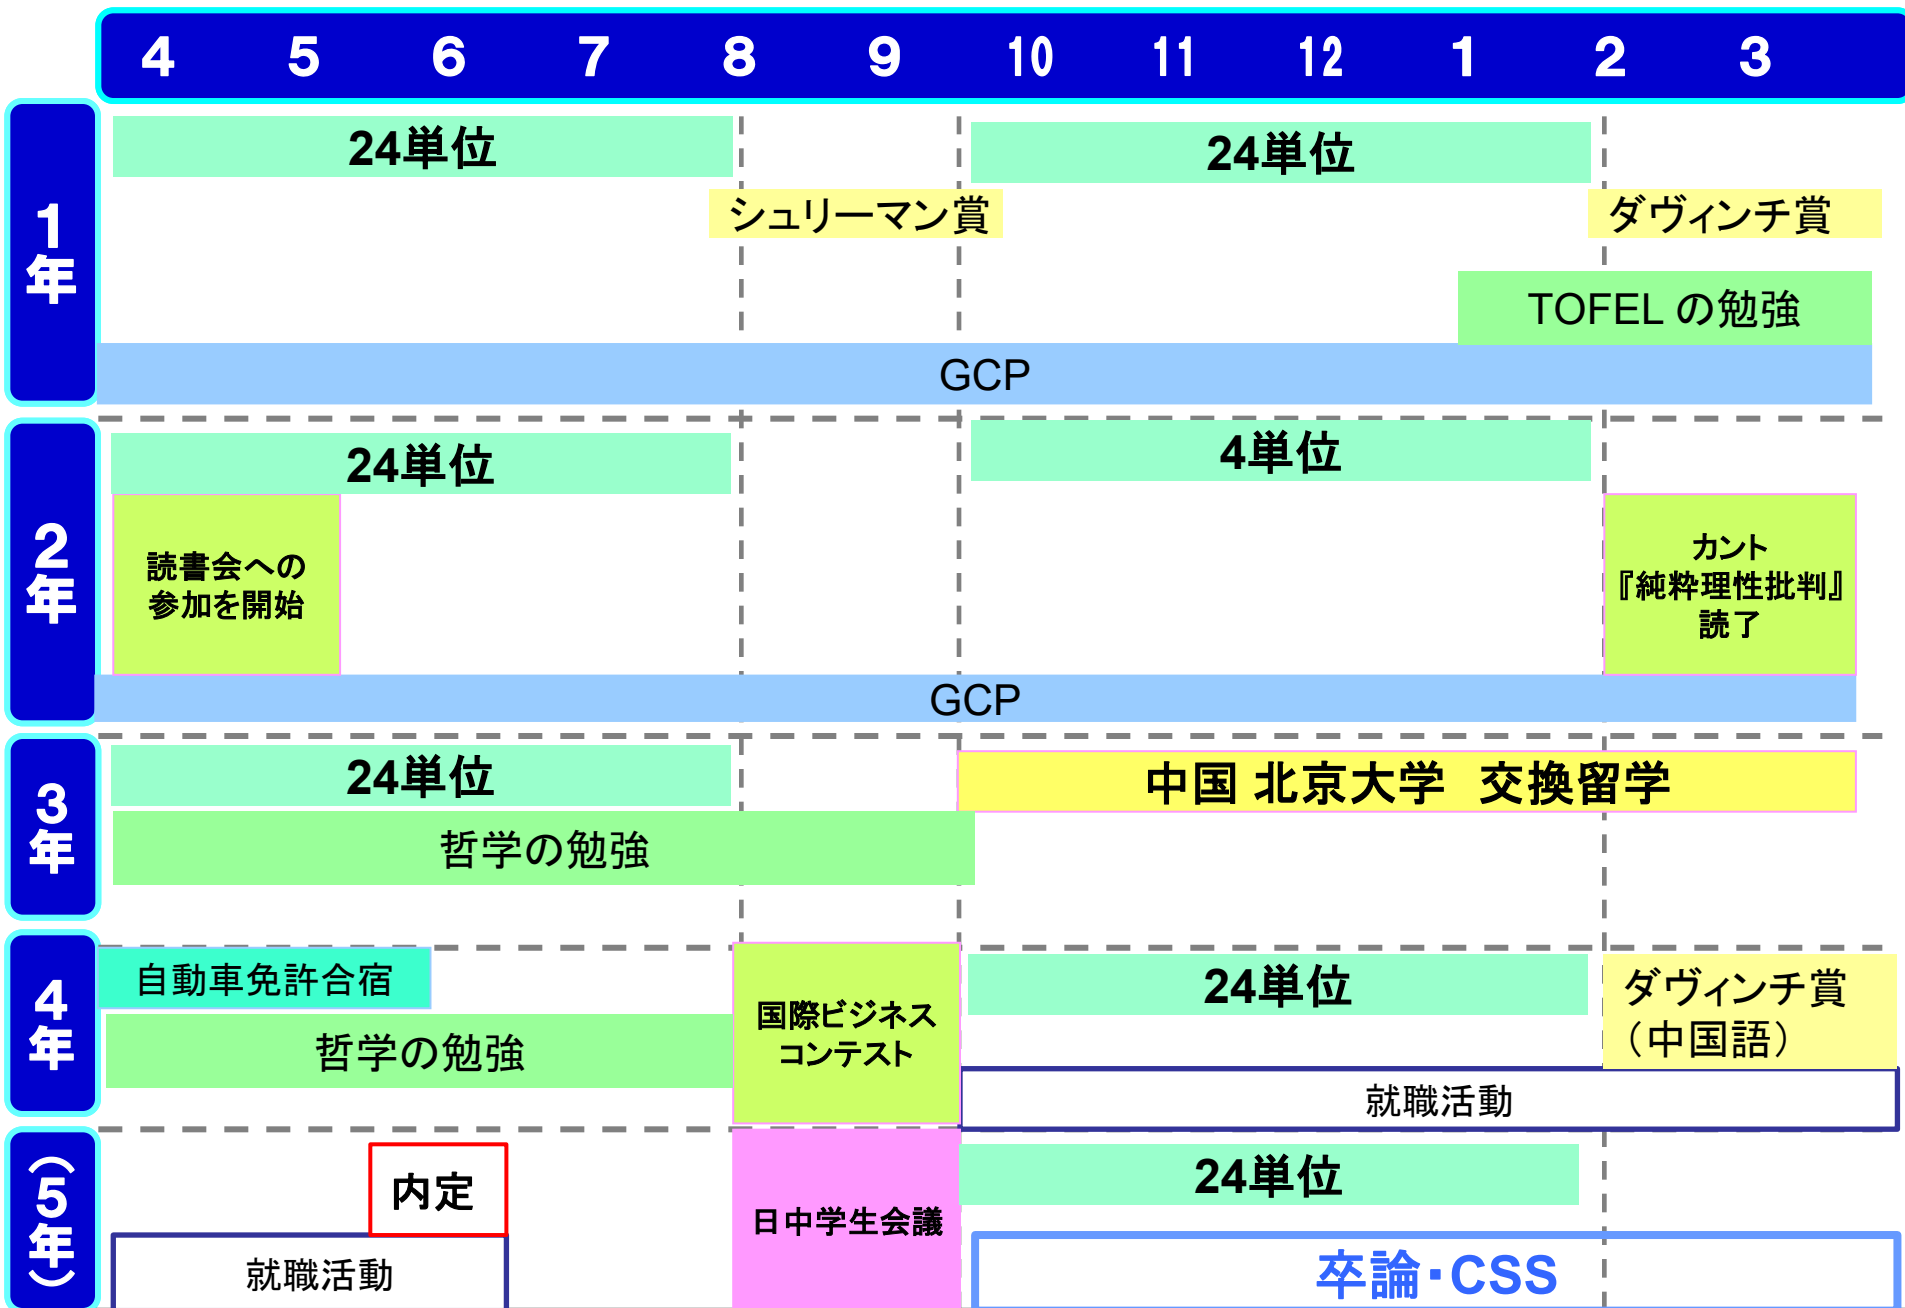 4 5 6 7 8 9 10 11 12 1 2 3
1年
24単位
24単位
シュリーマン賞
ダヴィンチ賞
TOFEL の勉強
GCP
2年
24単位
4単位
読書会への
参加を開始
カント
『純粋理性批判』
読了
GCP
3年
24単位
中国 北京大学　交換留学
哲学の勉強
4年
自動車免許合宿
哲学の勉強
国際ビジネス
コンテスト
24単位
ダヴィンチ賞
（中国語）
就職活動
（5年）
内定
就職活動
日中学生会議
24単位
卒論・CSS